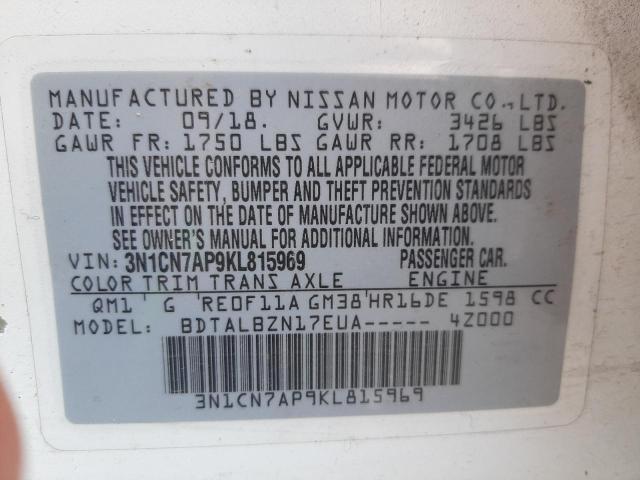 MANUFACTURED BY NISSAN MOTOR CO., LTD.
DATE: 09/18. GVWR: 3426 LBS
GAWR FR: 1750 LBS GAWR RR: 1708 LBS
THIS VEHICLE CONFORMS TO ALL APPLICABLE FEDERAL MOTOR
VEHICLE SAFETY, BUMPER AND THEFT PREVENTION STANDARDS
IN EFFECT ON THE DATE OF MANUFACTURE SHOWN ABOVE.
SEE OWNER'S MANUAL FOR ADDITIONAL INFORMATION.
VIN: 3N1CN7AP9KL815969 PASSENGER CAR.
COLOR TRIM TRANS AXLE ENGINE
QM1 G RE0F11A GM38 HR16DE 1598 CC
MODEL: BDTALBZN17EUA----- 4Z000
3N1CN7AP9KL815969